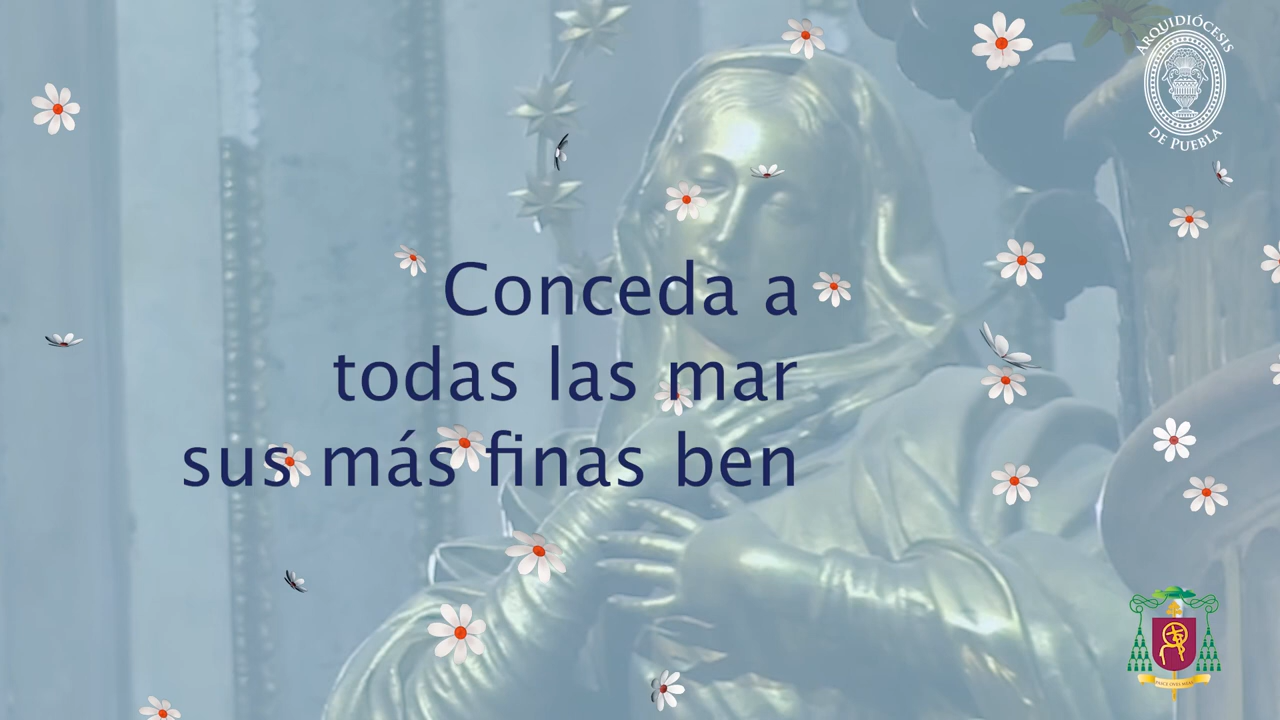 ARQUIDIÓCESIS
DE PUEBLA
Conceda a
todas las mar
sus más finas ben